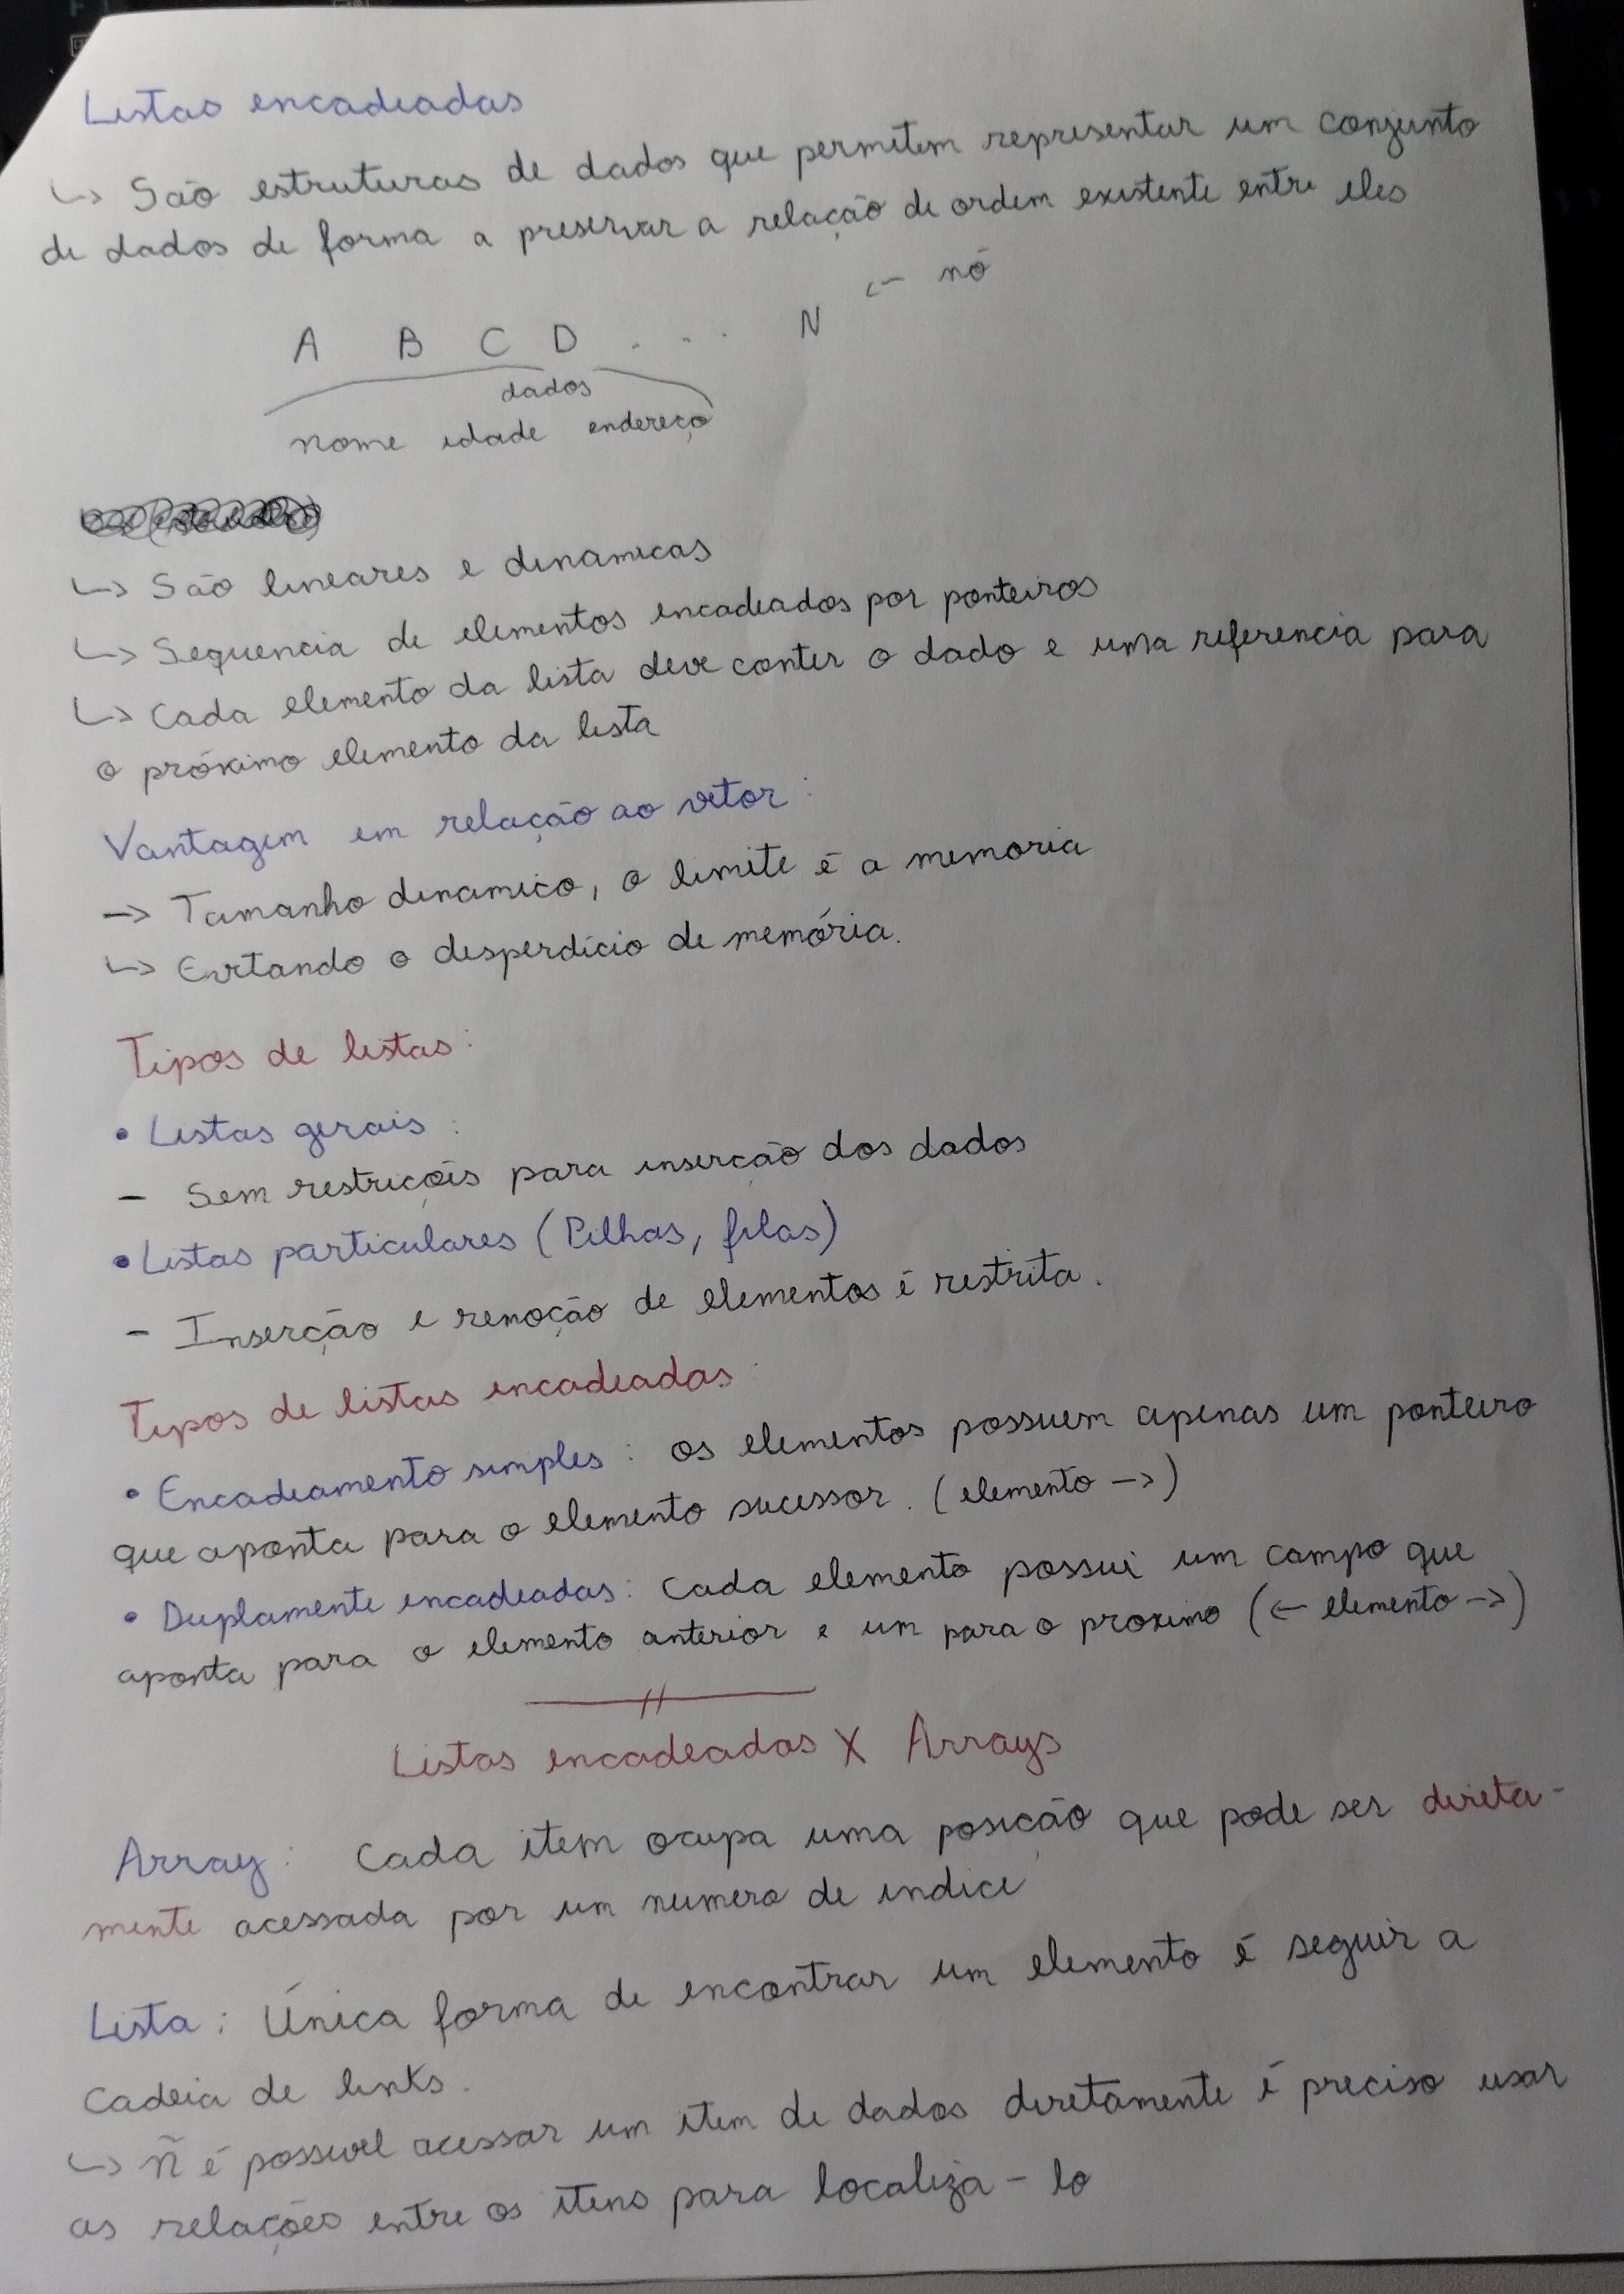 Listas encadeadas
↳ São estruturas de dados que permitem representar um conjunto
de dados de forma a preservar a relação de ordem existente entre eles
← nó
A B C D . . . N
dados
nome idade endereço
↳ São lineares e dinamicas
↳ Sequencia de elementos encadeados por ponteiros
↳ Cada elemento da lista deve conter o dado e uma referencia para
o próximo elemento da lista
Vantagem em relação ao vetor :
→ Tamanho dinamico, o limite é a memoria
↳ Evitando o desperdício de memória.
Tipos de listas :
• Listas gerais :
- Sem restriçõis para inserção dos dados
• Listas particulares (Pilhas, filas)
- Inserção e remoção de elementos é restrita.
Tipos de listas encadeadas :
• Encadeamento simples : os elementos possuem apenas um ponteiro
que aponta para o elemento sucessor. (elemento →)
• Duplamente encadeadas : Cada elemento possui um campo que
aponta para o elemento anterior e um para o proximo (← elemento →)
Listas encadeadas X Arrays
Array : Cada item ocupa uma posição que pode ser direta-
mente acessada por um numero de indice
Lista : Única forma de encontrar um elemento é seguir a
cadeia de links.
↳ ñ é possivel acessar um item de dados diretamente é preciso usar
as relações entre os itens para localiza-lo